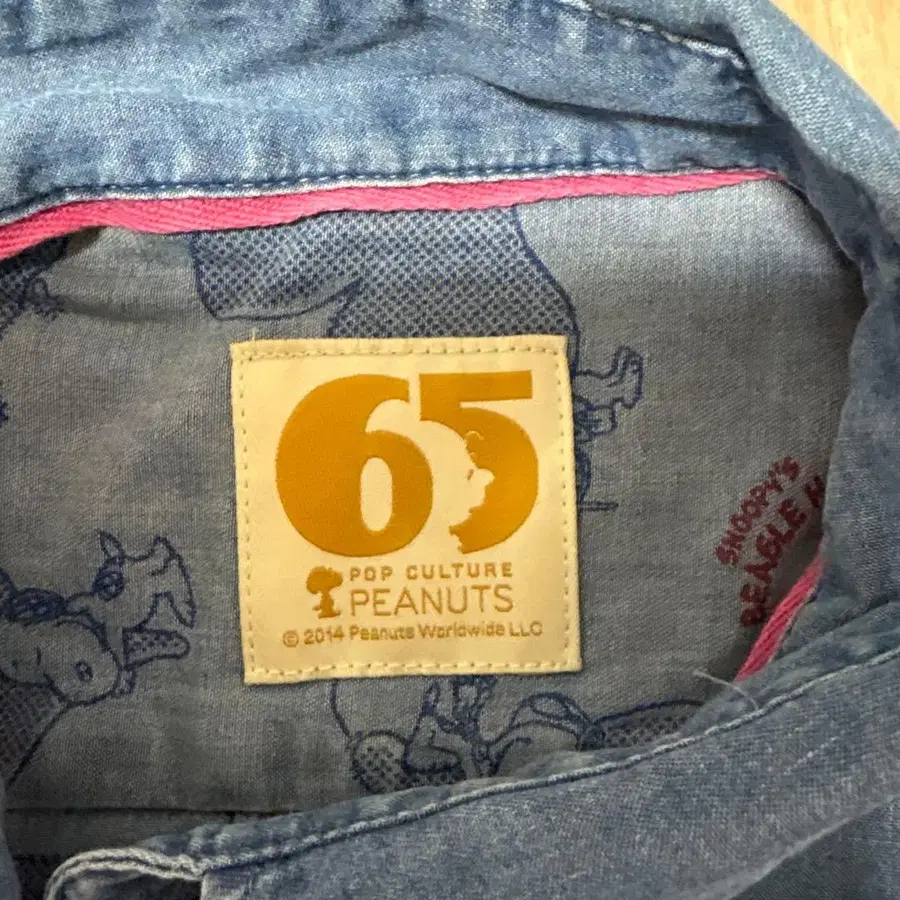 65
POP CULTURE
PEANUTS
© 2014 Peanuts Worldwide LLC
SNOOPY'S
BEAGLE